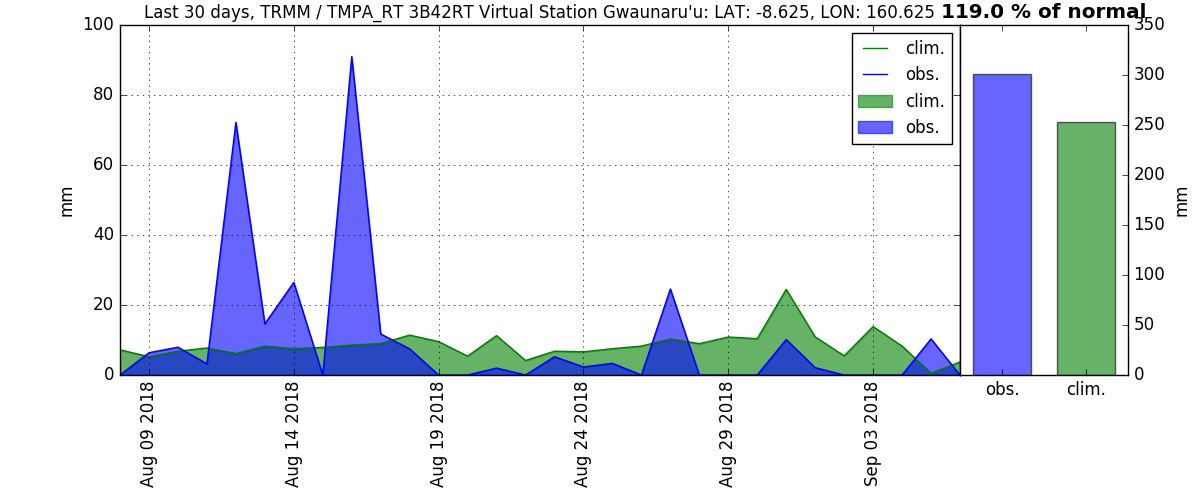 Last 30 days, TRMM / TMPA_RT 3B42RT Virtual Station Gwaunaru'u: LAT: -8.625, LON: 160.625 119.0 % of normal
100
80
60
40
20
0
mm
clim.
obs.
clim.
obs.
350
300
250
200
150
100
50
0
mm
obs.
clim.
Aug 09 2018
Aug 14 2018
Aug 19 2018
Aug 24 2018
Aug 29 2018
Sep 03 2018